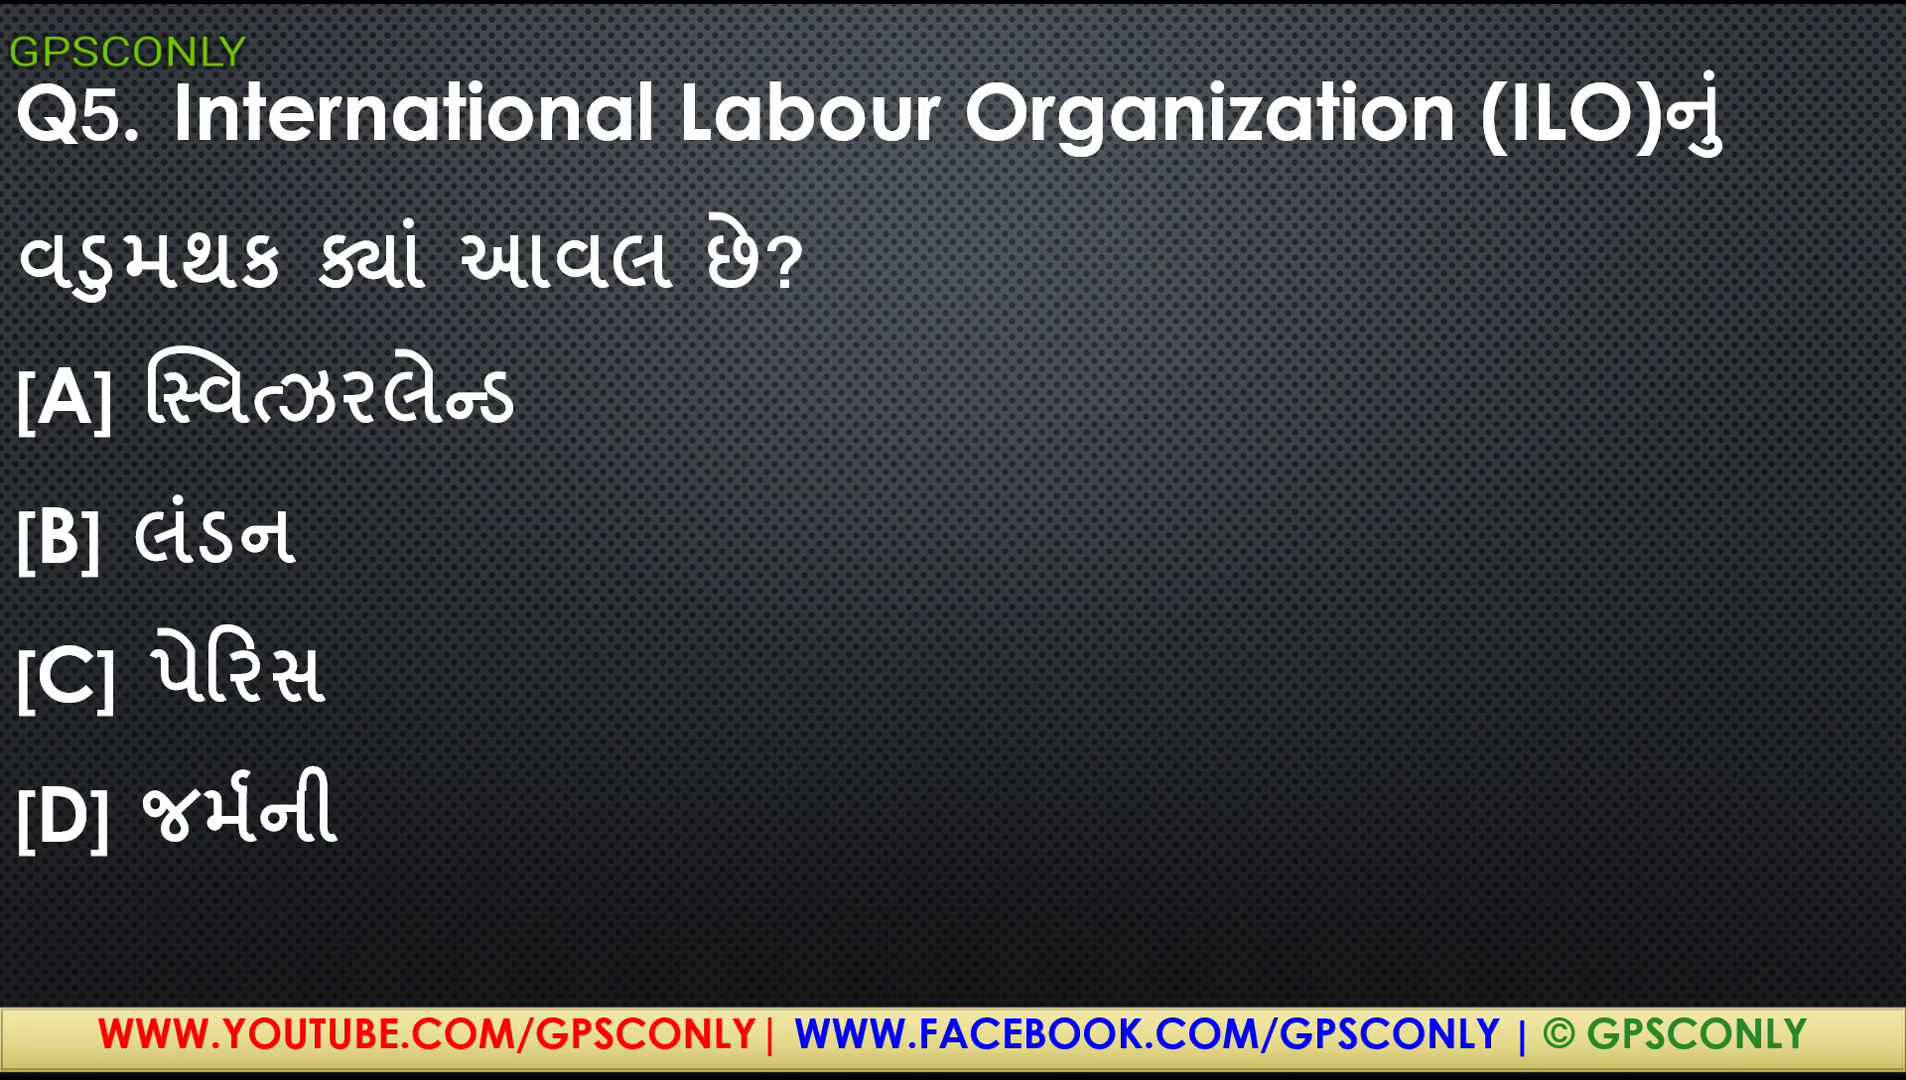 GPSCONLY
Q5. International Labour Organization (ILO)નું
વડુમથક ક્યાં આવલ છે?
[A] સ્વિત્ઝરલેન્ડ
[B] લંડન
[C] પેરિસ
[D] જર્મની
WWW.YOUTUBE.COM/GPSCONLY| WWW.FACEBOOK.COM/GPSCONLY | © GPSCONLY